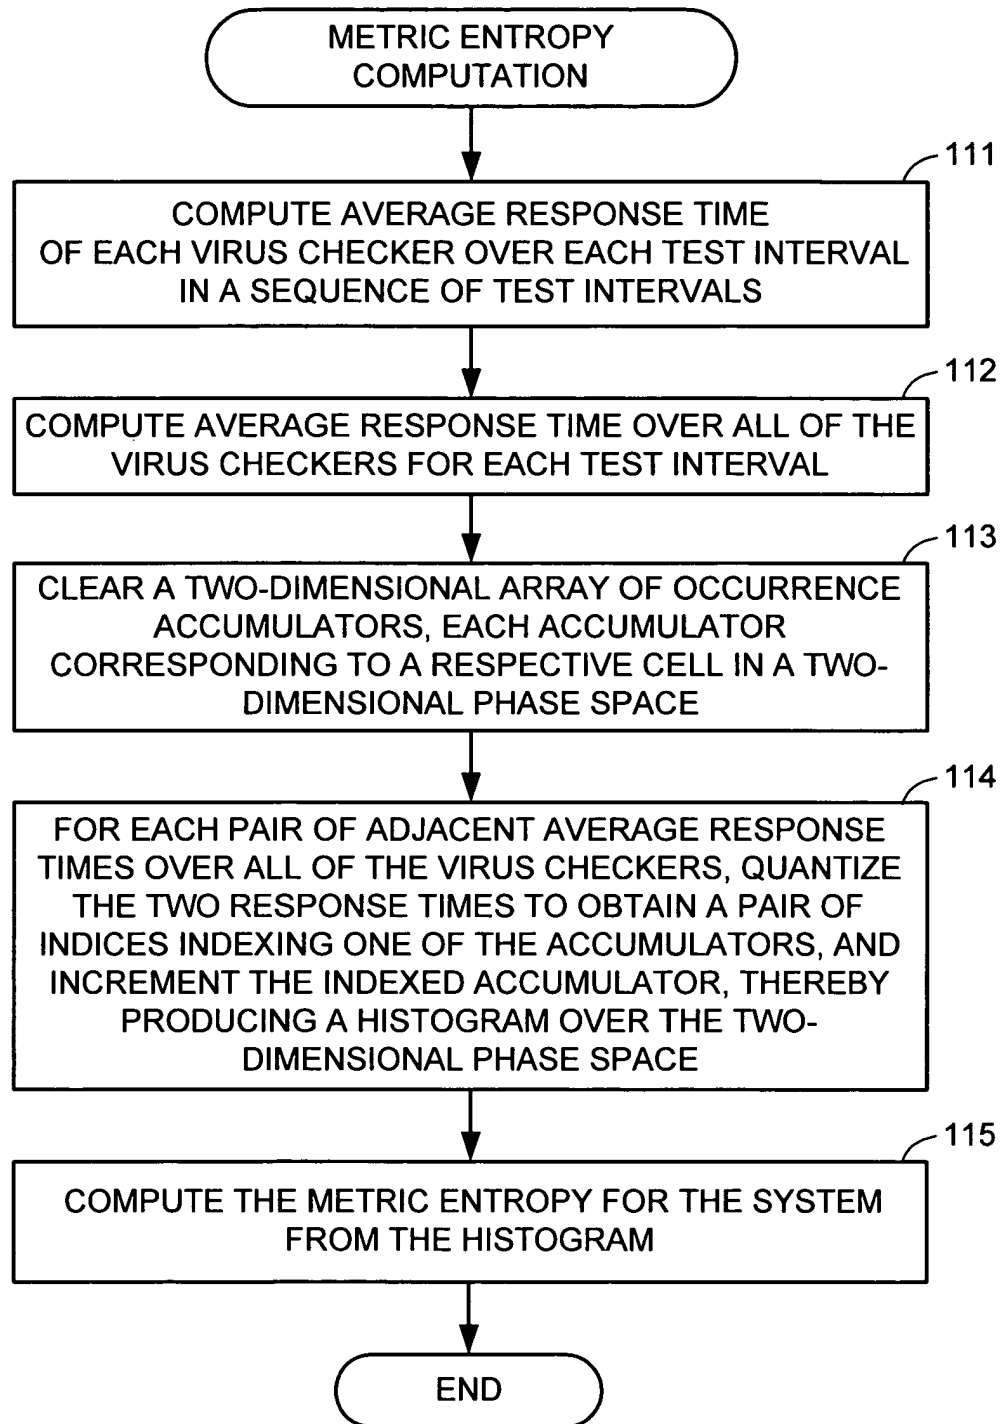 METRIC ENTROPY
COMPUTATION
111
COMPUTE AVERAGE RESPONSE TIME
OF EACH VIRUS CHECKER OVER EACH TEST INTERVAL
IN A SEQUENCE OF TEST INTERVALS
112
COMPUTE AVERAGE RESPONSE TIME OVER ALL OF THE
VIRUS CHECKERS FOR EACH TEST INTERVAL
113
CLEAR A TWO-DIMENSIONAL ARRAY OF OCCURRENCE
ACCUMULATORS, EACH ACCUMULATOR
CORRESPONDING TO A RESPECTIVE CELL IN A TWO-
DIMENSIONAL PHASE SPACE
114
FOR EACH PAIR OF ADJACENT AVERAGE RESPONSE
TIMES OVER ALL OF THE VIRUS CHECKERS, QUANTIZE
THE TWO RESPONSE TIMES TO OBTAIN A PAIR OF
INDICES INDEXING ONE OF THE ACCUMULATORS, AND
INCREMENT THE INDEXED ACCUMULATOR, THEREBY
PRODUCING A HISTOGRAM OVER THE TWO-
DIMENSIONAL PHASE SPACE
115
COMPUTE THE METRIC ENTROPY FOR THE SYSTEM
FROM THE HISTOGRAM
END